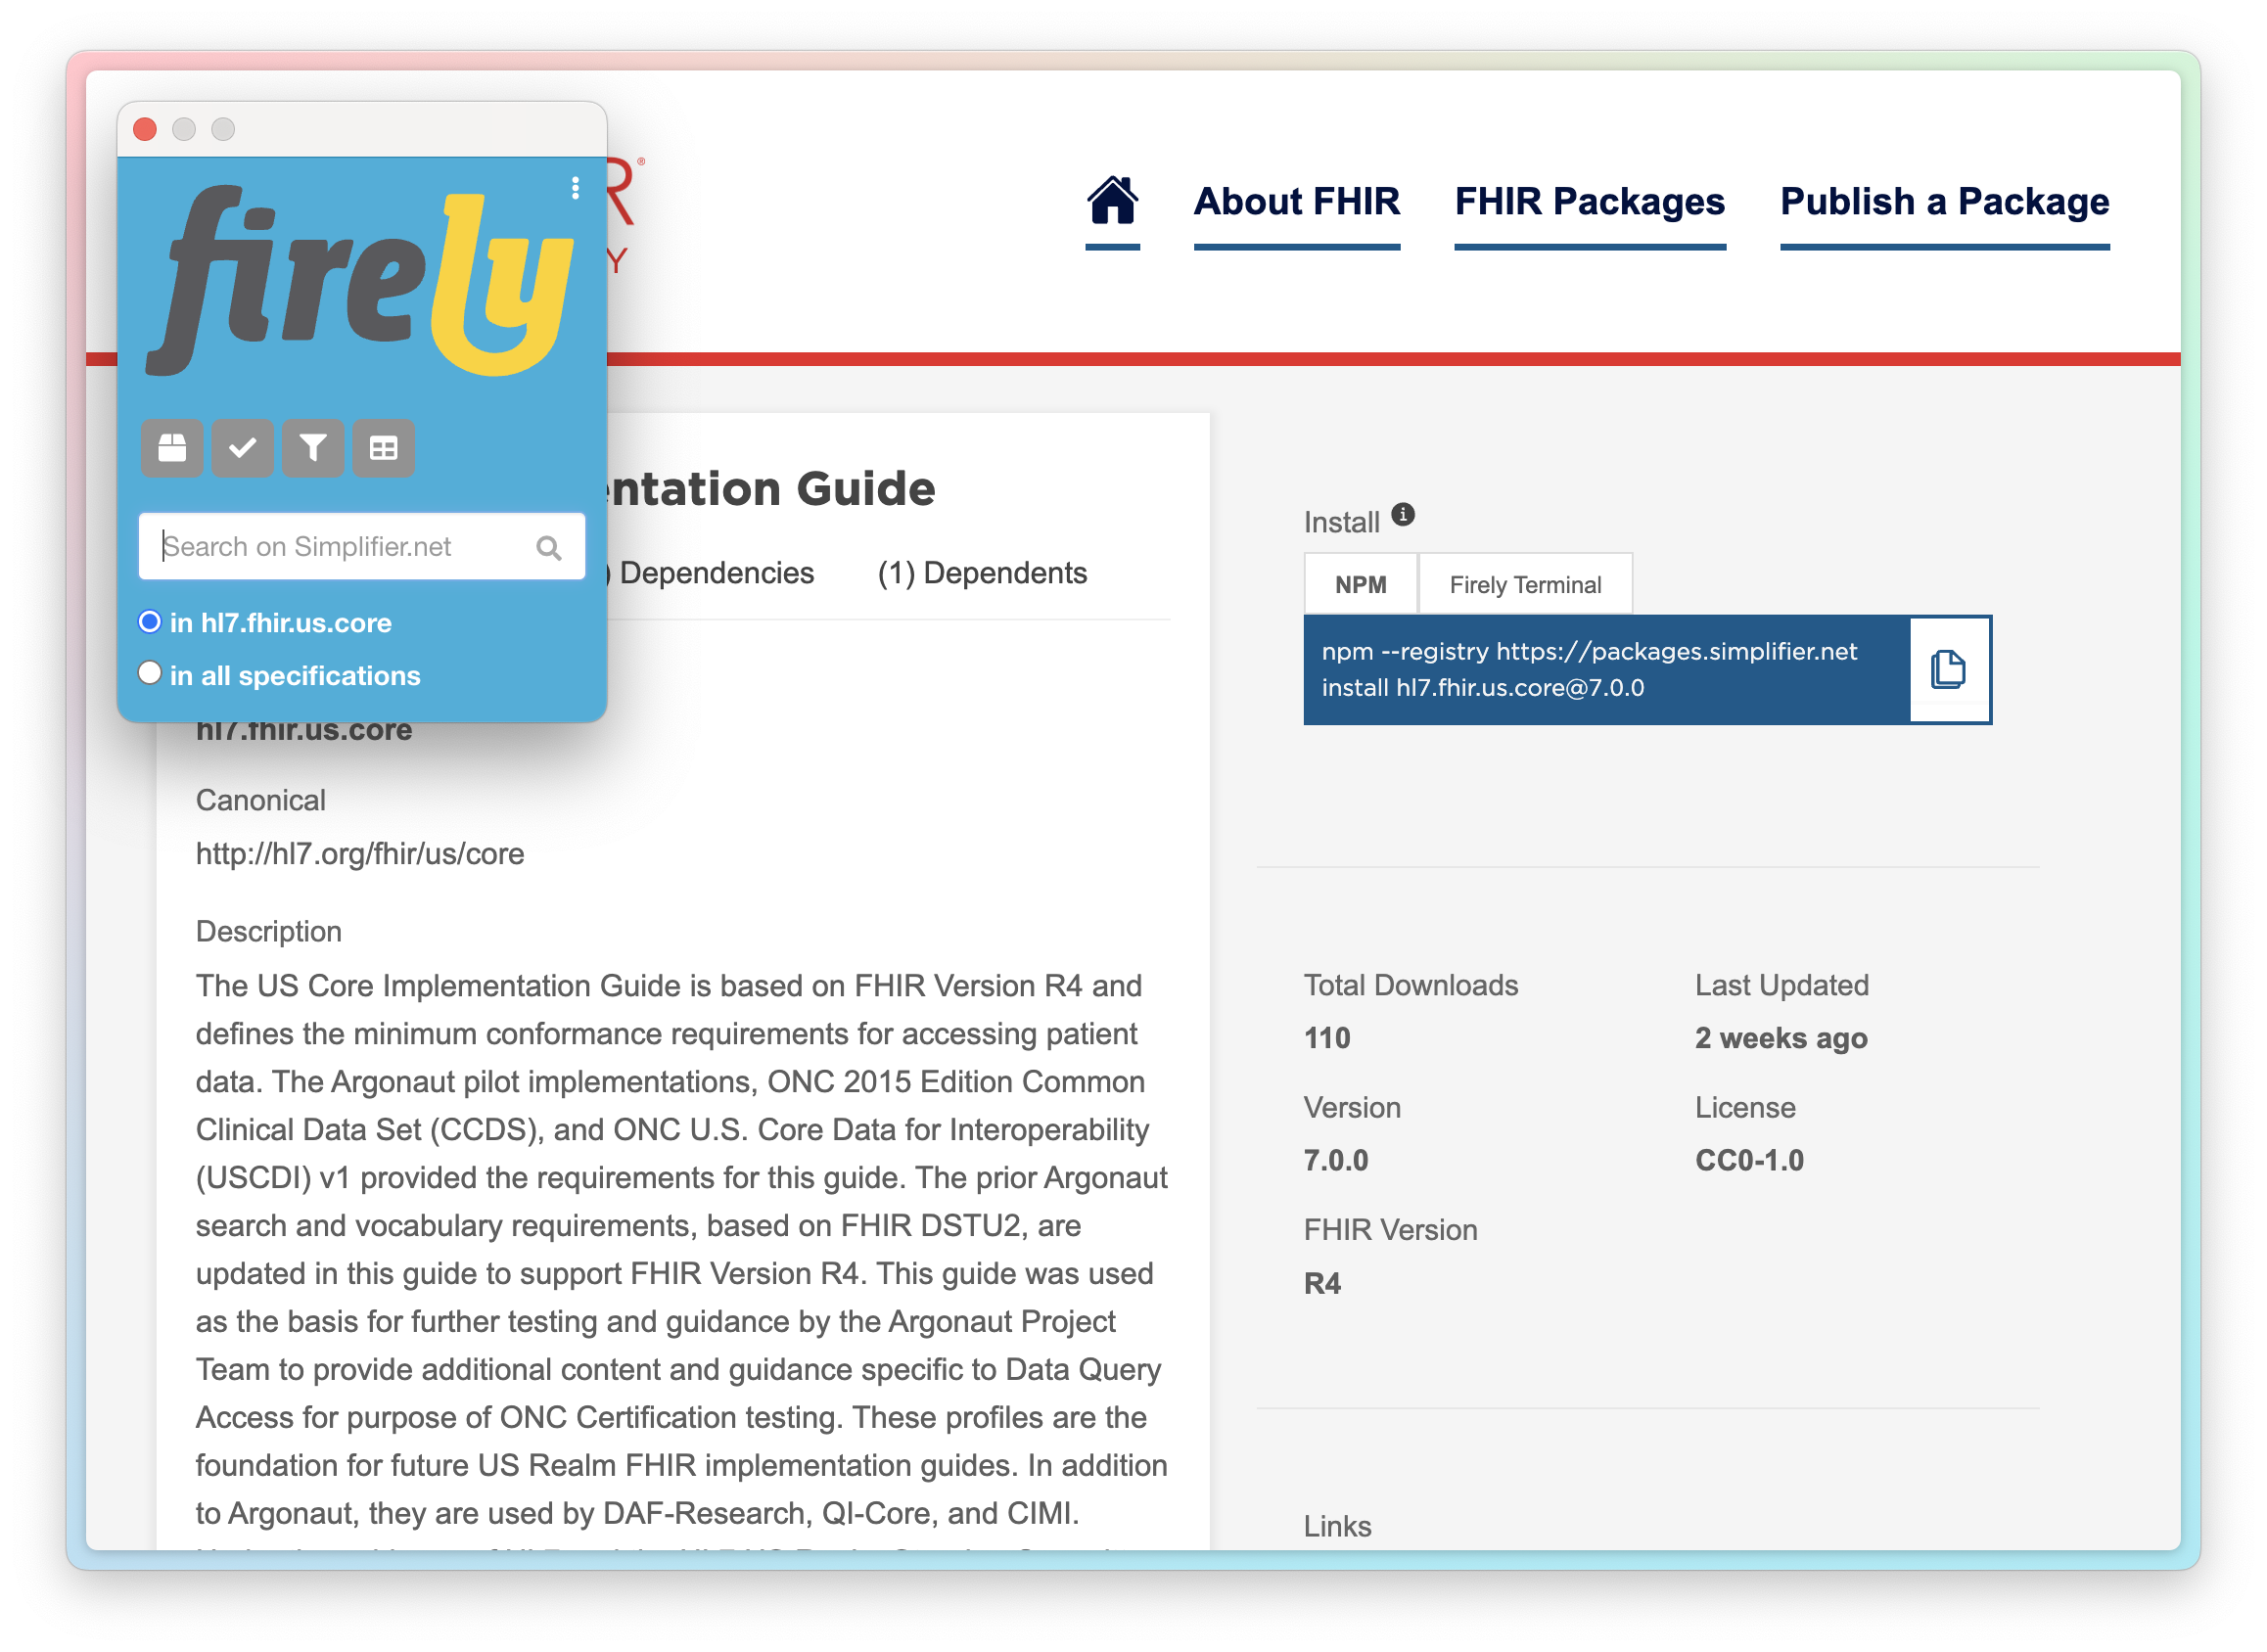 firely
Search on Simplifier.net
in hl7.fhir.us.core
in all specifications
R®
Y
About FHIR
FHIR Packages
Publish a Package
entation Guide
) Dependencies
(1) Dependents
hl7.fhir.us.core
Canonical
http://hl7.org/fhir/us/core
Description
The US Core Implementation Guide is based on FHIR Version R4 and
defines the minimum conformance requirements for accessing patient
data. The Argonaut pilot implementations, ONC 2015 Edition Common
Clinical Data Set (CCDS), and ONC U.S. Core Data for Interoperability
(USCDI) v1 provided the requirements for this guide. The prior Argonaut
search and vocabulary requirements, based on FHIR DSTU2, are
updated in this guide to support FHIR Version R4. This guide was used
as the basis for further testing and guidance by the Argonaut Project
Team to provide additional content and guidance specific to Data Query
Access for purpose of ONC Certification testing. These profiles are the
foundation for future US Realm FHIR implementation guides. In addition
to Argonaut, they are used by DAF-Research, QI-Core, and CIMI.
Install
NPM
Firely Terminal
npm --registry https://packages.simplifier.net
install hl7.fhir.us.core@7.0.0
Total Downloads
110
Last Updated
2 weeks ago
Version
7.0.0
License
CC0-1.0
FHIR Version
R4
Links